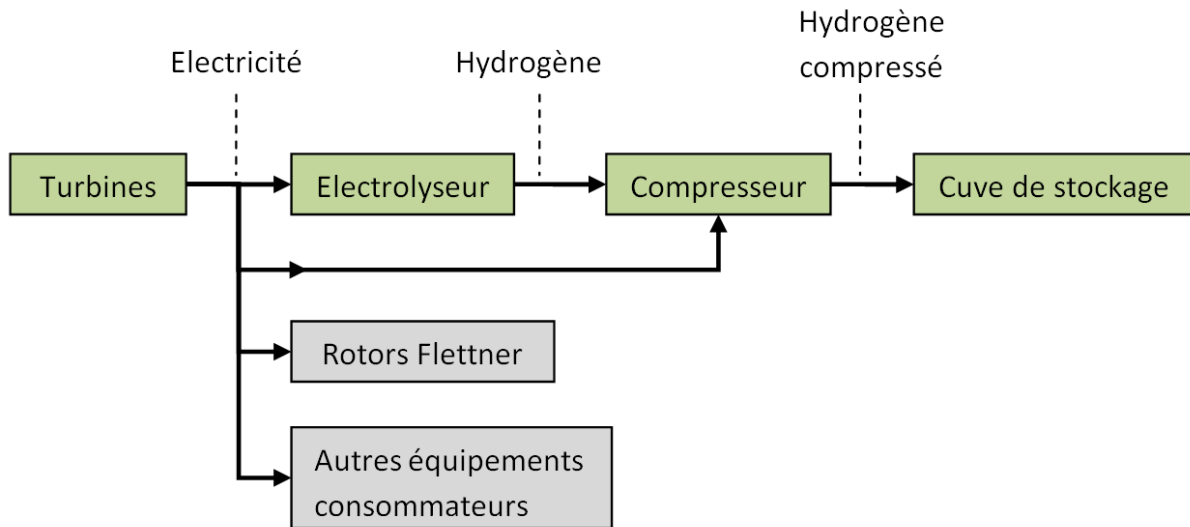 Electricité
Hydrogène
Hydrogène
compressé
Turbines
Electrolyseur
Compresseur
Cuve de stockage
Rotors Flettner
Autres équipements
consommateurs